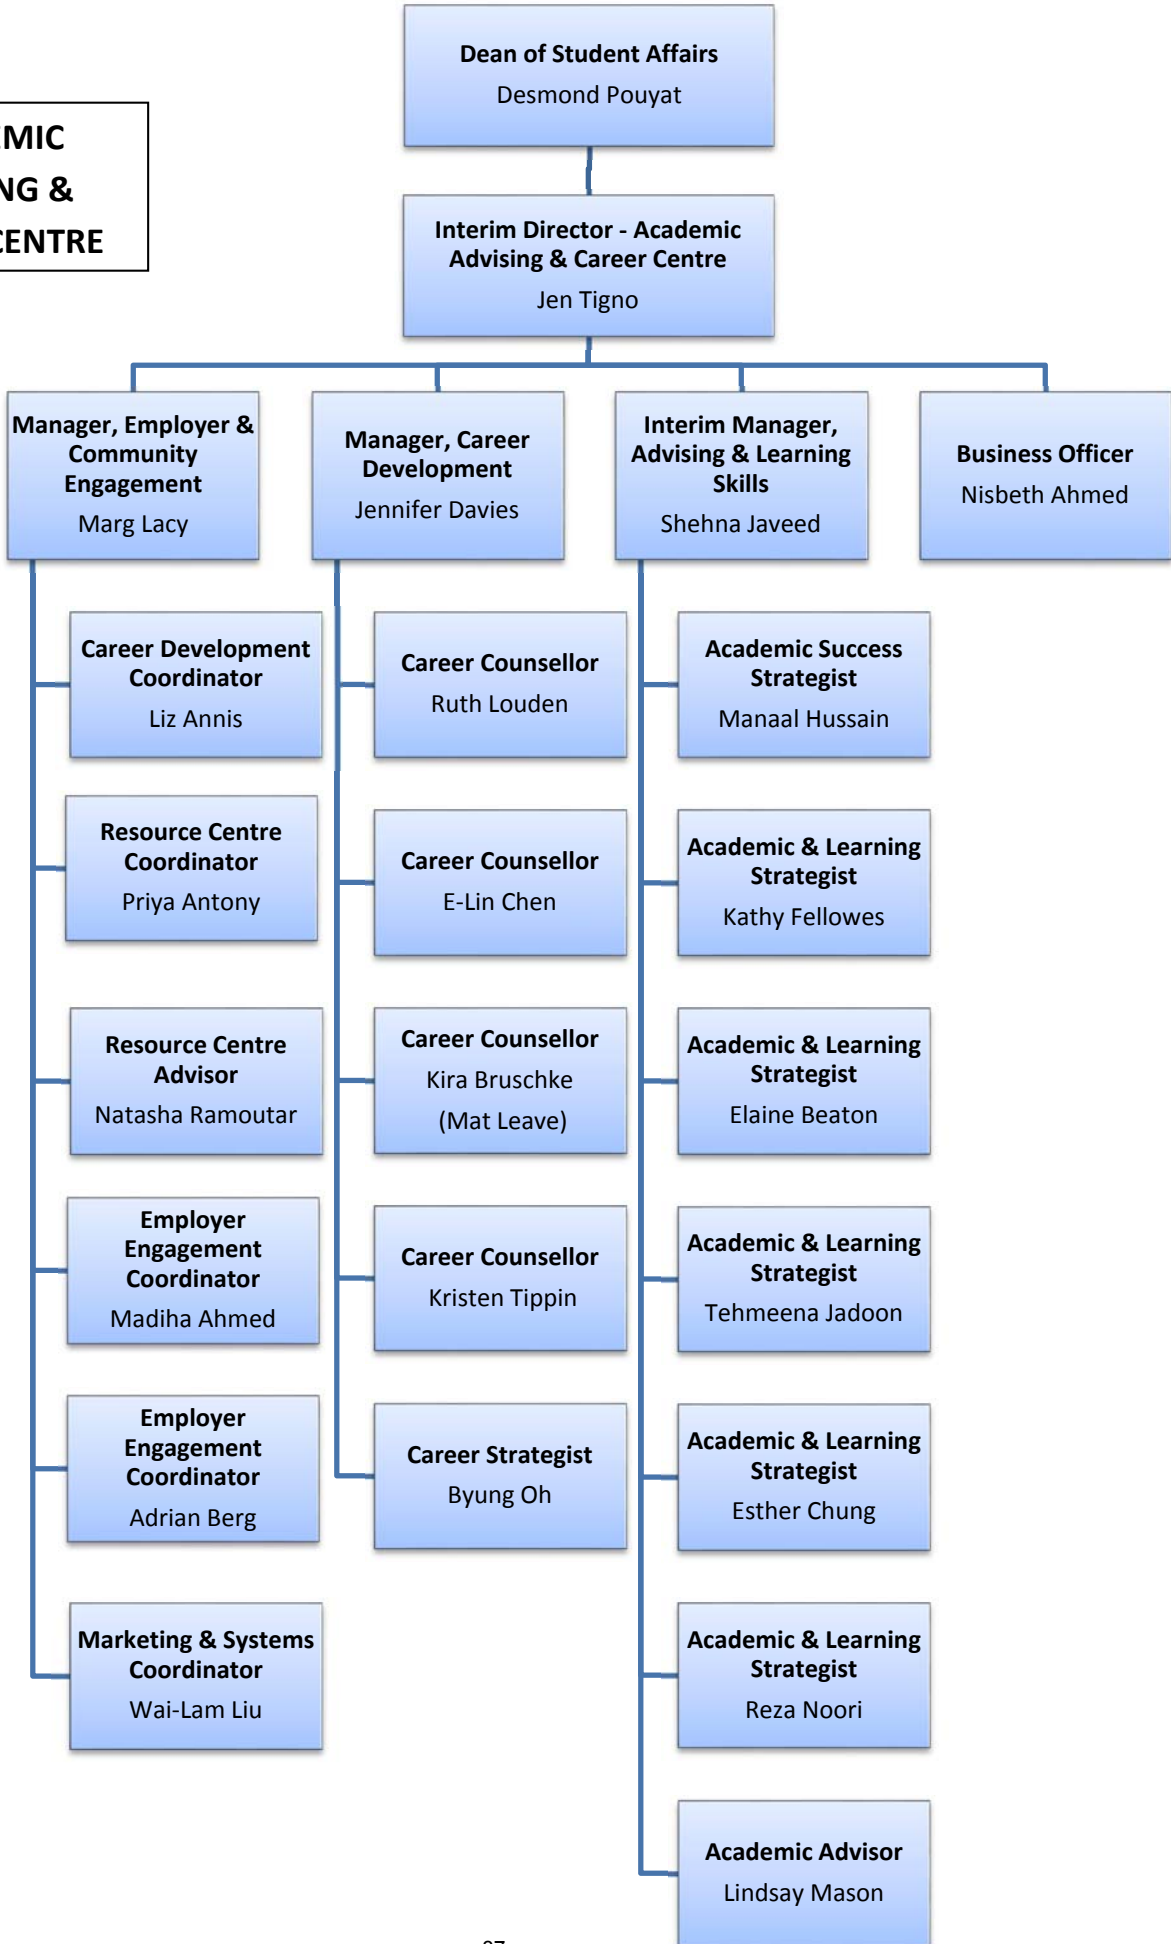 Dean of Student Affairs
Desmond Pouyat
EMIC
NG &
CENTRE
Interim Director - Academic
Advising & Career Centre
Jen Tigno
Manager, Employer &
Community
Engagement
Marg Lacy
Manager, Career
Development
Jennifer Davies
Interim Manager,
Advising & Learning
Skills
Shehna Javeed
Business Officer
Nisbeth Ahmed
Career Development
Coordinator
Liz Annis
Resource Centre
Coordinator
Priya Antony
Resource Centre
Advisor
Natasha Ramoutar
Employer
Engagement
Coordinator
Madiha Ahmed
Employer
Engagement
Coordinator
Adrian Berg
Marketing & Systems
Coordinator
Wai-Lam Liu
Career Counsellor
Ruth Louden
Career Counsellor
E-Lin Chen
Career Counsellor
Kira Bruschke
(Mat Leave)
Career Counsellor
Kristen Tippin
Career Strategist
Byung Oh
Academic Success
Strategist
Manaal Hussain
Academic & Learning
Strategist
Kathy Fellowes
Academic & Learning
Strategist
Elaine Beaton
Academic & Learning
Strategist
Tehmeena Jadoon
Academic & Learning
Strategist
Esther Chung
Academic & Learning
Strategist
Reza Noori
Academic Advisor
Lindsay Mason